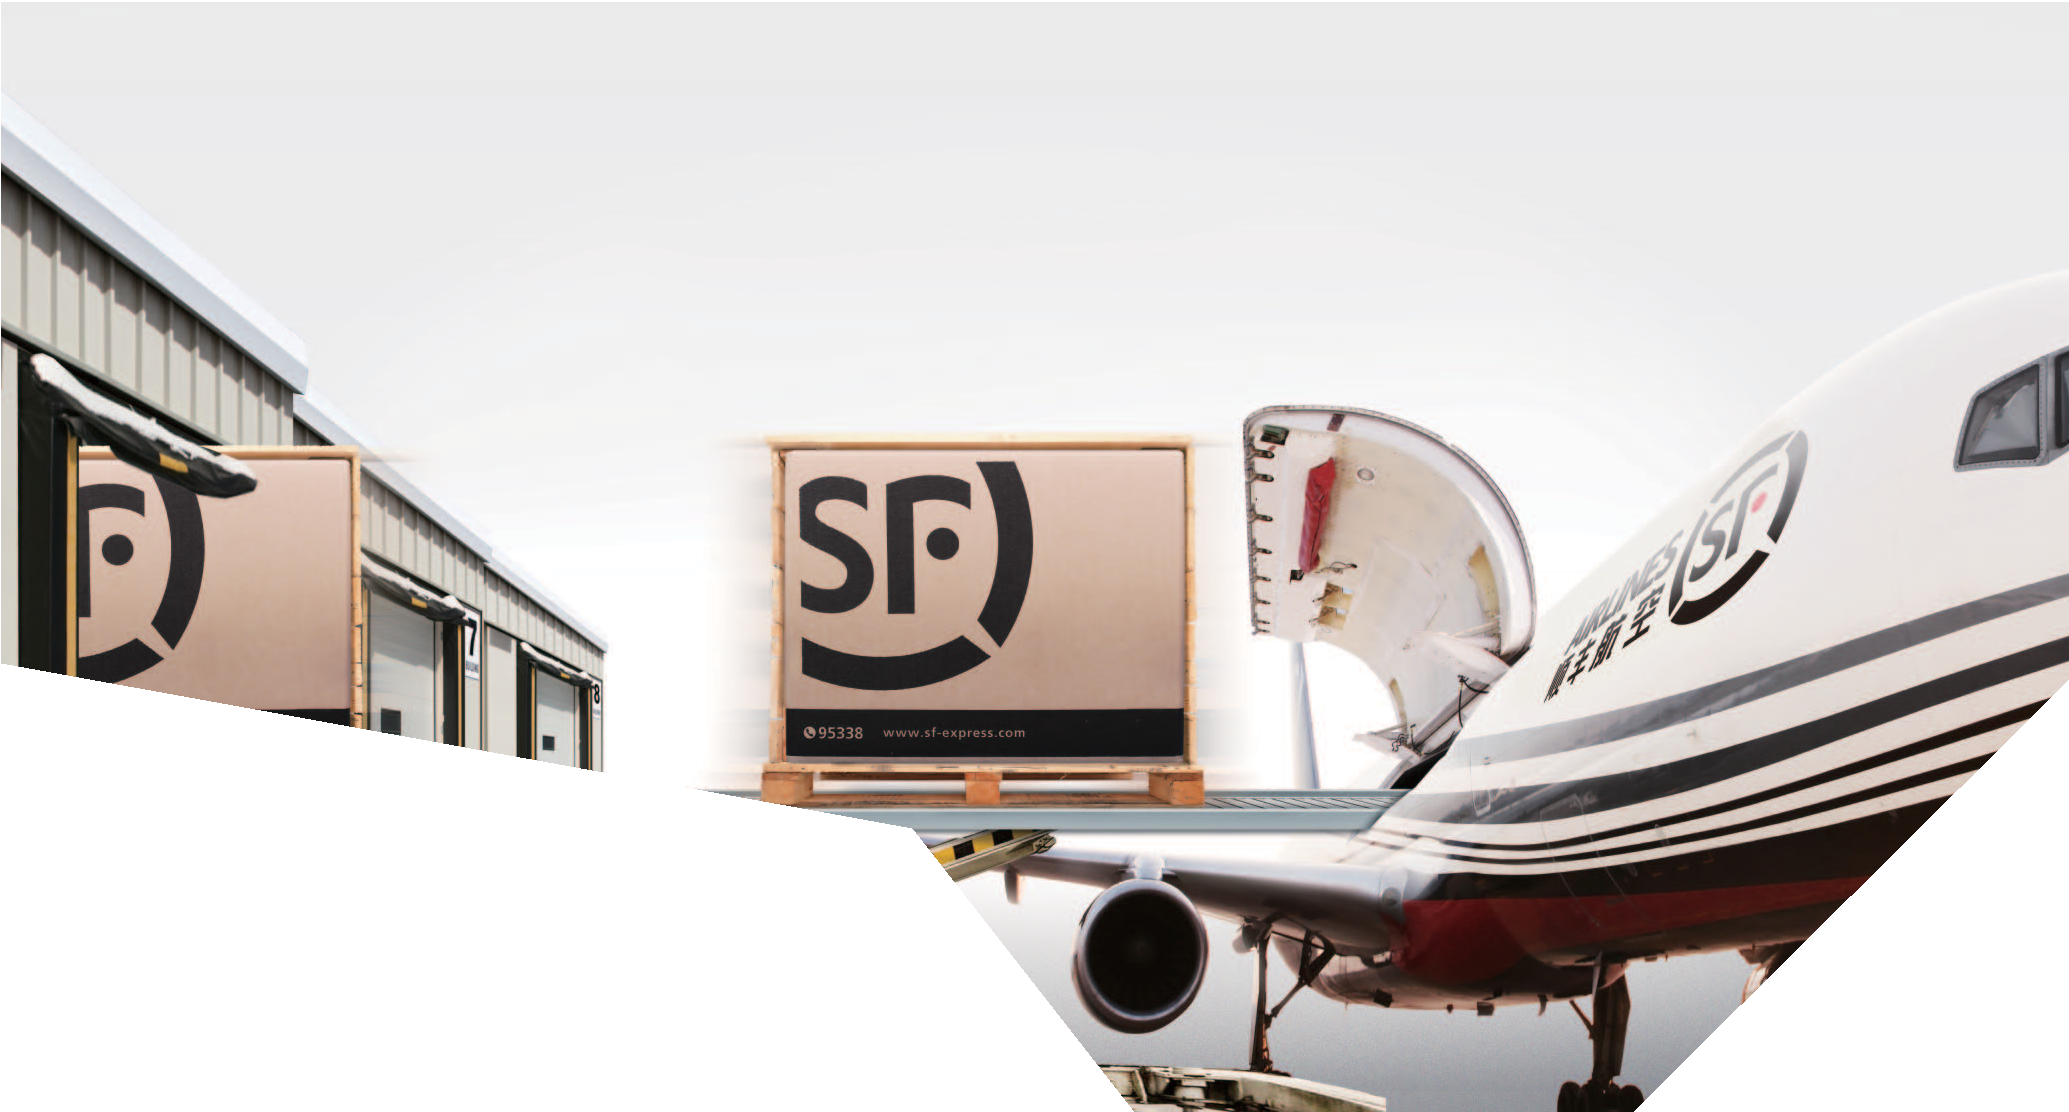 SF
7
8
SF
95338 www.sf-express.com
SF
AIRLINES
顺丰航空